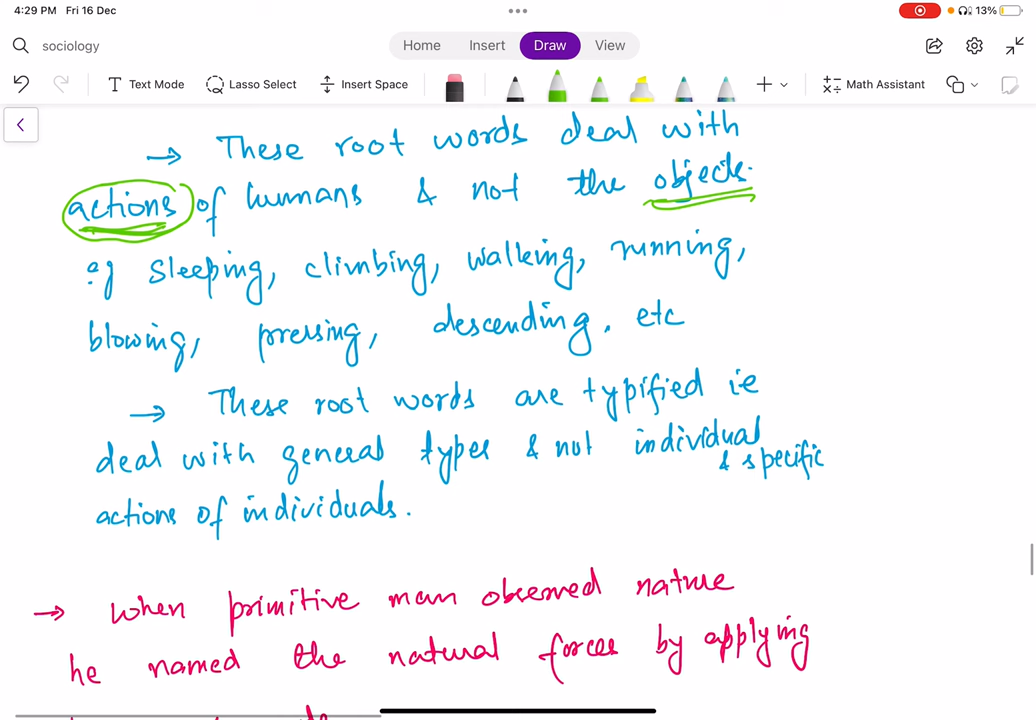 4:29 PM Fri 16 Dec
13%
sociology
Home Insert Draw View
Text Mode Lasso Select Insert Space Math Assistant
→ These root words deal with
actions of humans & not the objects.
eg sleeping, climbing, walking, running,
blowing, pressing, descending, etc
→ These root words are typified ie
deal with general types & not individual
& specific
actions of individuals.
→ When primitive man observed nature
he named the natural forces by applying